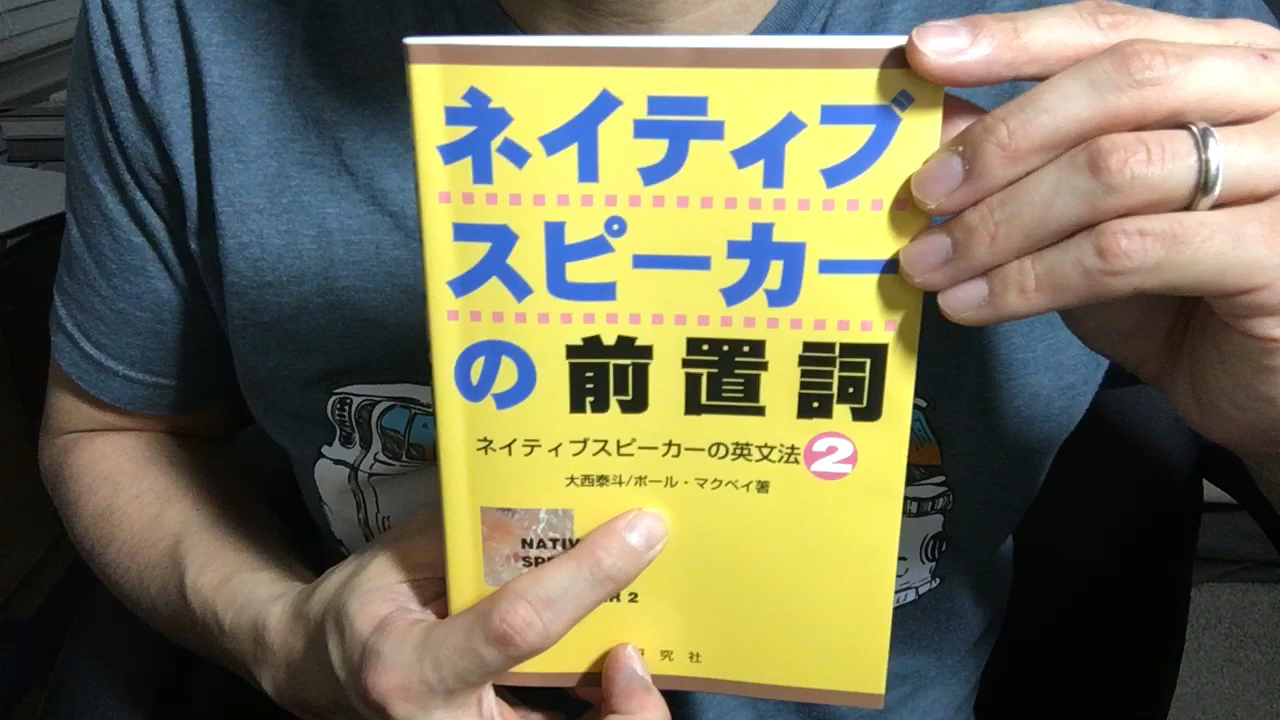 ネイティブ
スピーカー
の前置詞
ネイティブスピーカーの英文法2
大西泰斗/ポール・マクベイ著
NATIV
SPE
R 2
究社